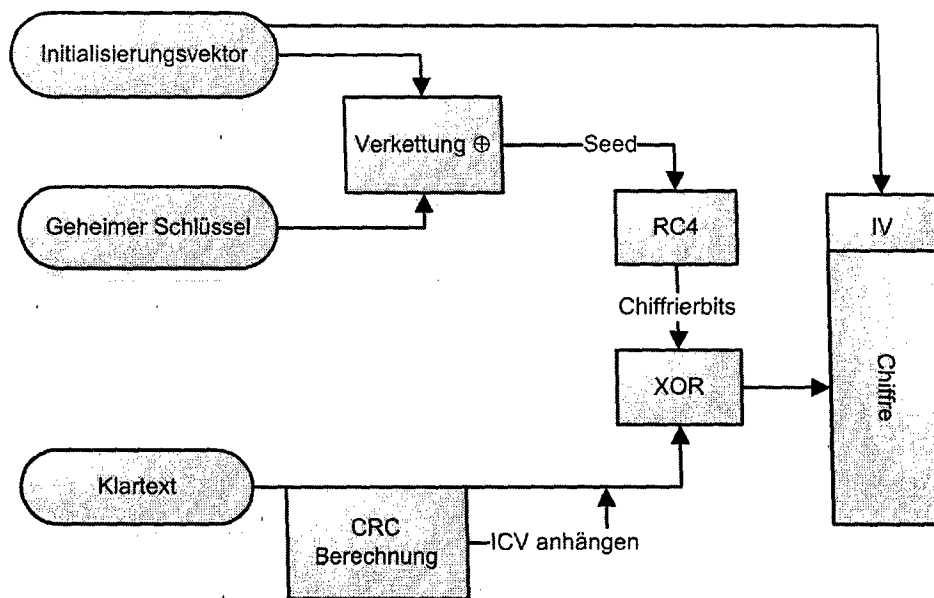 Initialisierungsvektor
Verkettung ⊕
Seed
Geheimer Schlüssel
RC4
IV
Chiffrierbits
XOR
Chiffre
Klartext
CRC
Berechnung
ICV anhängen